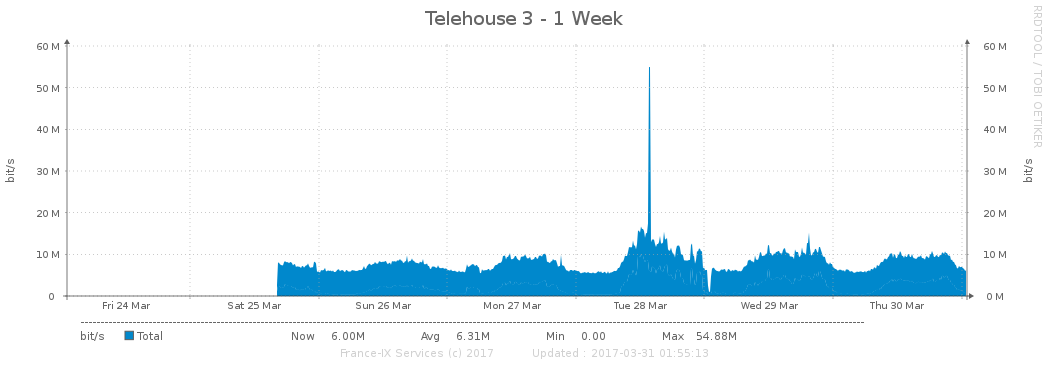 Telehouse 3 - 1 Week
RRDTOOL / TOBI OETIKER
60 M 60 M
50 M 50 M
40 M 40 M
30 M 30 M
20 M 20 M
10 M 10 M
0 0 M
bit/s bit/s
Fri 24 Mar Sat 25 Mar Sun 26 Mar Mon 27 Mar Tue 28 Mar Wed 29 Mar Thu 30 Mar
bit/s Total Now 6.00M Avg 6.31M Min 0.00 Max 54.88M
France-IX Services (c) 2017 Updated : 2017-03-31 01:55:13